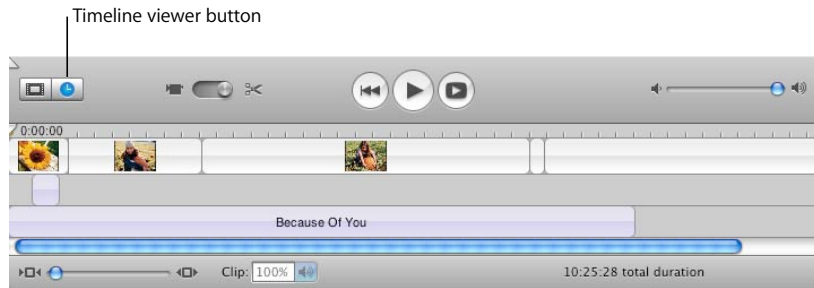 Timeline viewer button
0:00:00
Because Of You
Clip: 100%
10:25:28 total duration